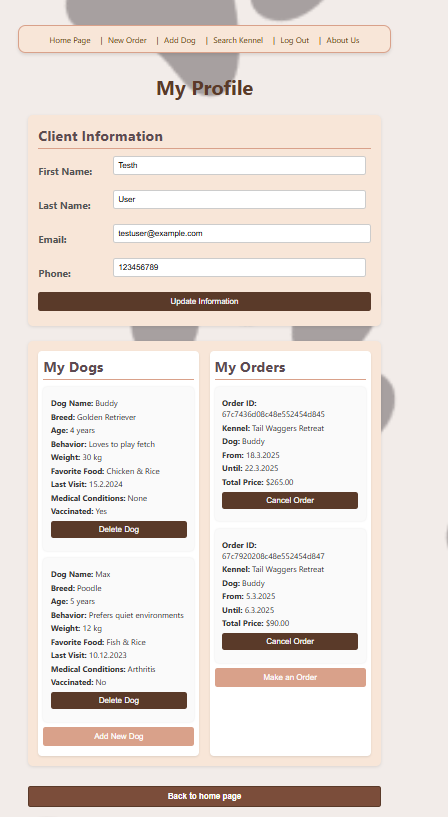 Home Page | New Order | Add Dog | Search Kennel | Log Out | About Us
My Profile
Client Information
First Name: Testh
Last Name: User
Email: testuser@example.com
Phone: 123456789
Update Information
My Dogs
Dog Name: Buddy
Breed: Golden Retriever
Age: 4 years
Behavior: Loves to play fetch
Weight: 30 kg
Favorite Food: Chicken & Rice
Last Visit: 15.2.2024
Medical Conditions: None
Vaccinated: Yes
Delete Dog
Dog Name: Max
Breed: Poodle
Age: 5 years
Behavior: Prefers quiet environments
Weight: 12 kg
Favorite Food: Fish & Rice
Last Visit: 10.12.2023
Medical Conditions: Arthritis
Vaccinated: No
Delete Dog
Add New Dog
My Orders
Order ID:
67c7436d08c48e552454d845
Kennel: Tail Waggers Retreat
Dog: Buddy
From: 18.3.2025
Until: 22.3.2025
Total Price: $265.00
Cancel Order
Order ID:
67c7920208c48e552454d847
Kennel: Tail Waggers Retreat
Dog: Buddy
From: 5.3.2025
Until: 6.3.2025
Total Price: $90.00
Cancel Order
Make an Order
Back to home page